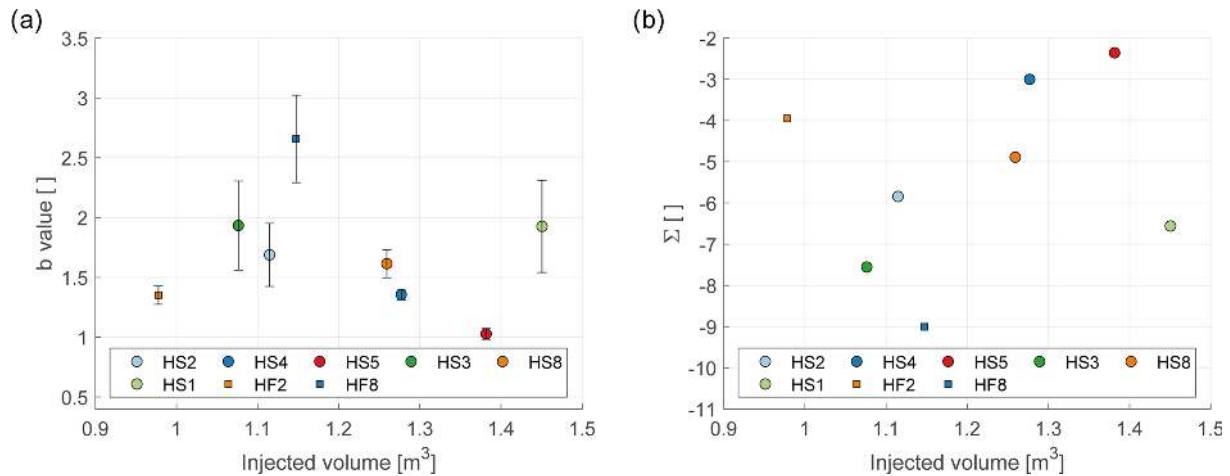 (a)
3.5
3
2.5
2
1.5
1
0.5
b value [ ]
HS2 HS4 HS5 HS3 HS8
HS1 HF2 HF8
0.9 1 1.1 1.2 1.3 1.4 1.5
Injected volume [m³]
(b)
-2
-3
-4
-5
-6
-7
-8
-9
-10
-11
Σ [ ]
HS2 HS4 HS5 HS3 HS8
HS1 HF2 HF8
0.9 1 1.1 1.2 1.3 1.4 1.5
Injected volume [m³]